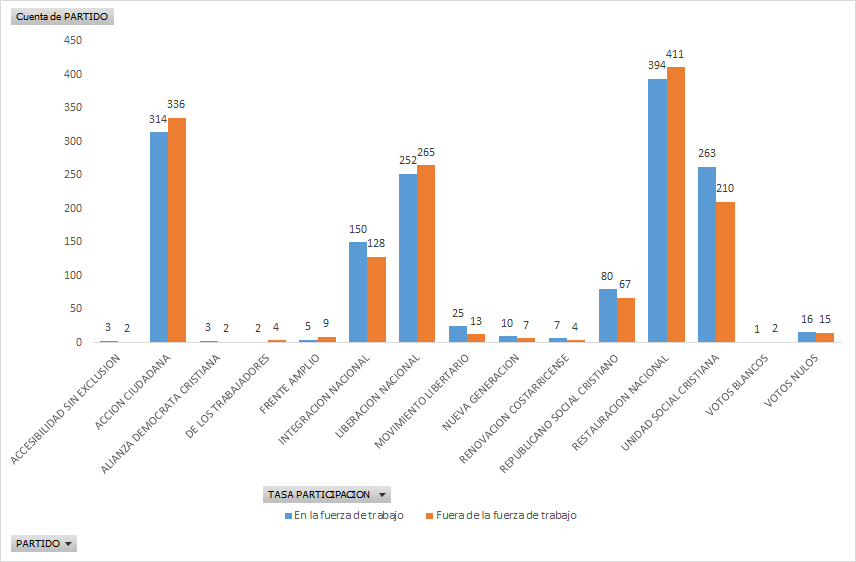 Cuenta de PARTIDO
450
400
350
300
250
200
150
100
50
0
3 2
314 336
3 2
2 4
5 9
150 128
252 265
25 13
10 7
7 4
80 67
394 411
263 210
1 2
16 15
ACCESIBILIDAD SIN EXCLUSION
ACCION CIUDADANA
ALIANZA DEMOCRATA CRISTIANA
DE LOS TRABAJADORES
FRENTE AMPLIO
INTEGRACION NACIONAL
LIBERACION NACIONAL
MOVIMIENTO LIBERTARIO
NUEVA GENERACION
RENOVACION COSTARRICENSE
REPUBLICANO SOCIAL CRISTIANO
RESTAURACION NACIONAL
UNIDAD SOCIAL CRISTIANA
VOTOS BLANCOS
VOTOS NULOS
TASA PARTICIPACION
En la fuerza de trabajo Fuera de la fuerza de trabajo
PARTIDO